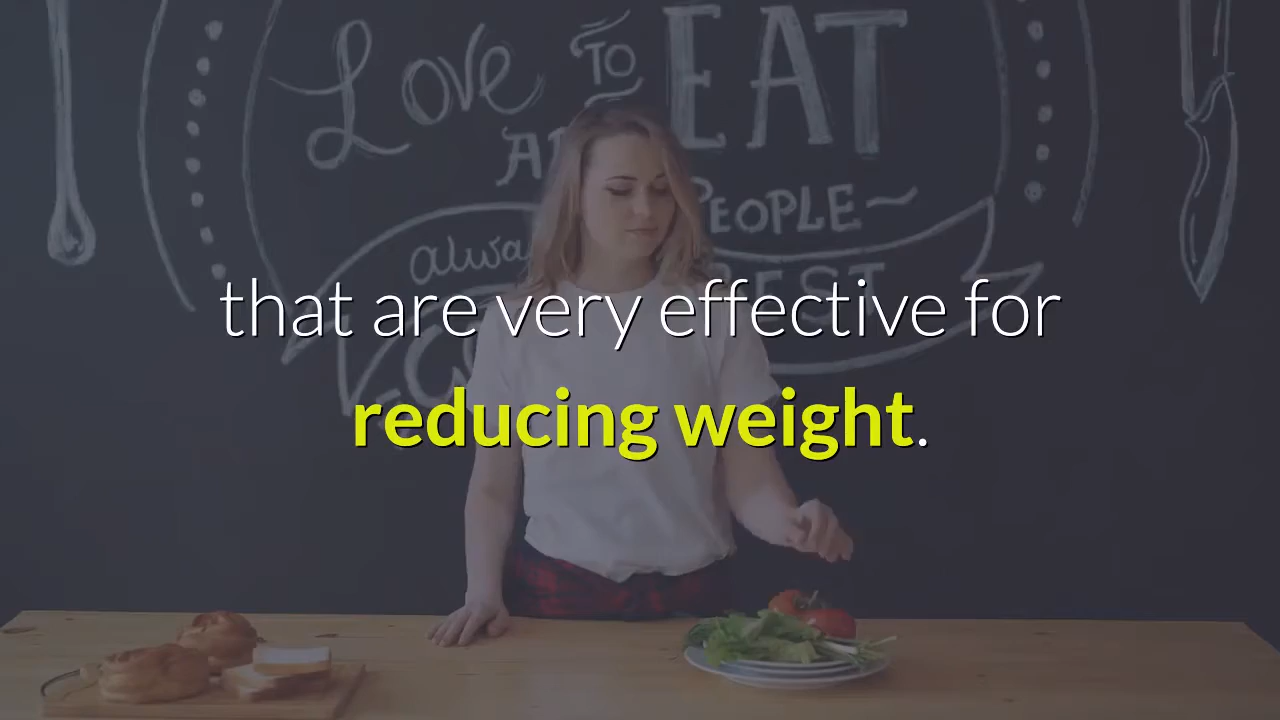 Love TO EAT
PEOPLE
that are very effective for
reducing weight.